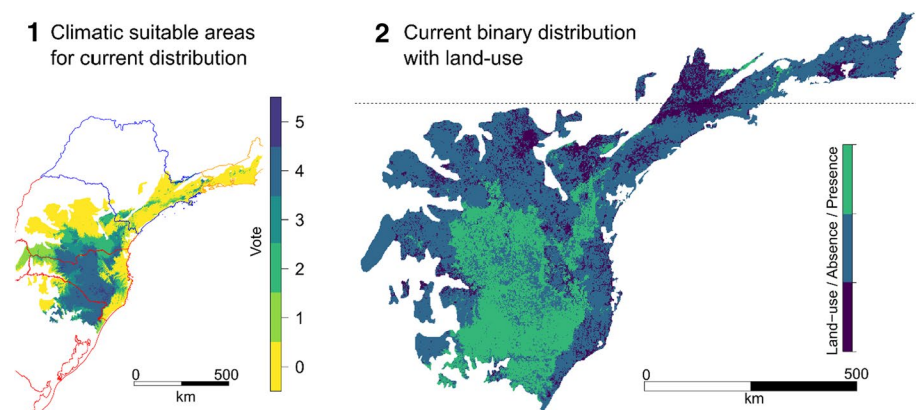 1 Climatic suitable areas
for current distribution
5
4
3
2
1
0
Vote
0
500
km
2 Current binary distribution
with land-use
Land-use / Absence / Presence
0
500
km